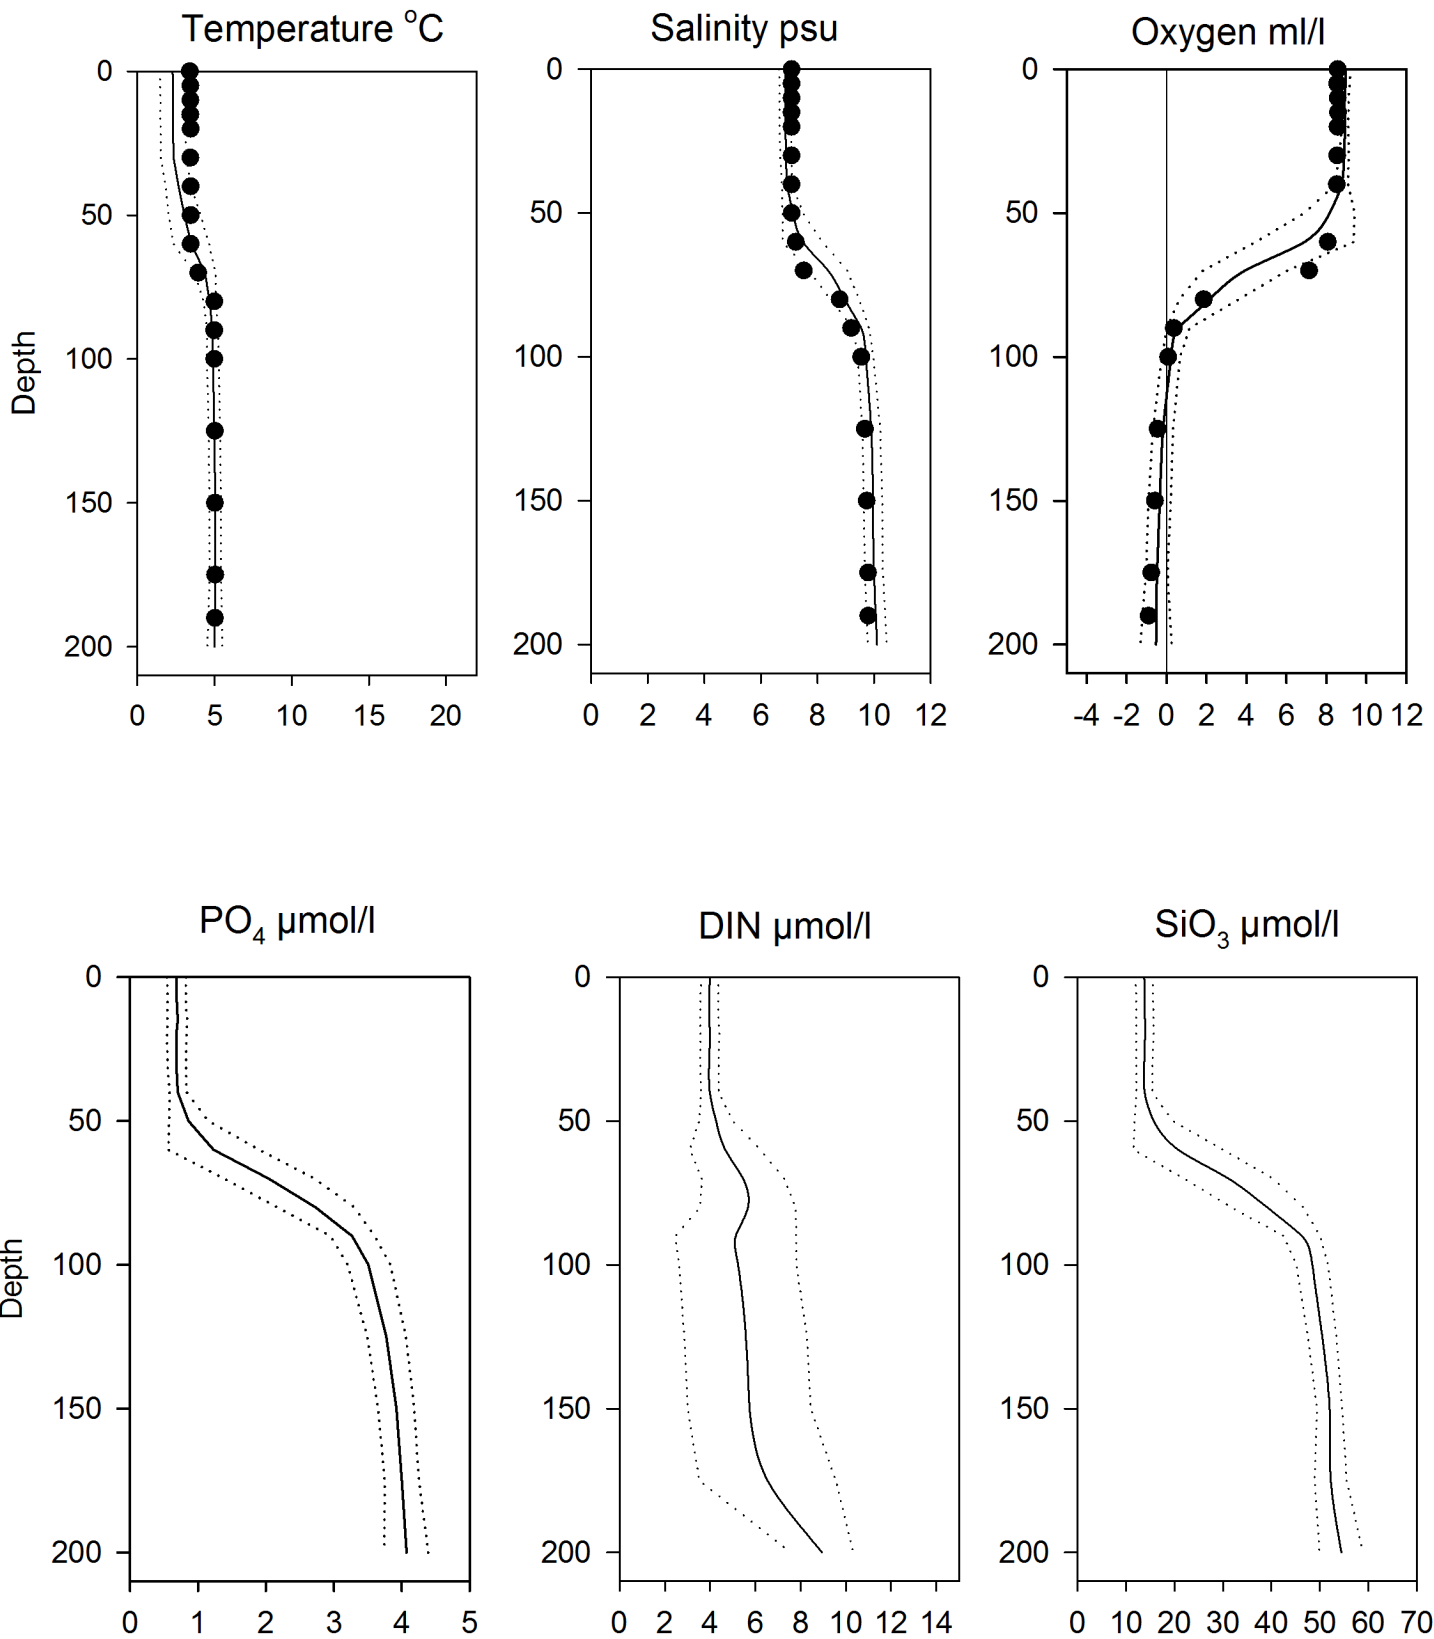 Temperature °C
Salinity psu
Oxygen ml/l
0
50
100
150
200
Depth
0 5 10 15 20
0
50
100
150
200
0 2 4 6 8 10 12
0
50
100
150
200
-4 -2 0 2 4 6 8 10 12
PO₄ µmol/l
DIN µmol/l
SiO₃ µmol/l
0
50
100
150
200
Depth
0 1 2 3 4 5
0
50
100
150
200
0 2 4 6 8 10 12 14
0
50
100
150
200
0 10 20 30 40 50 60 70